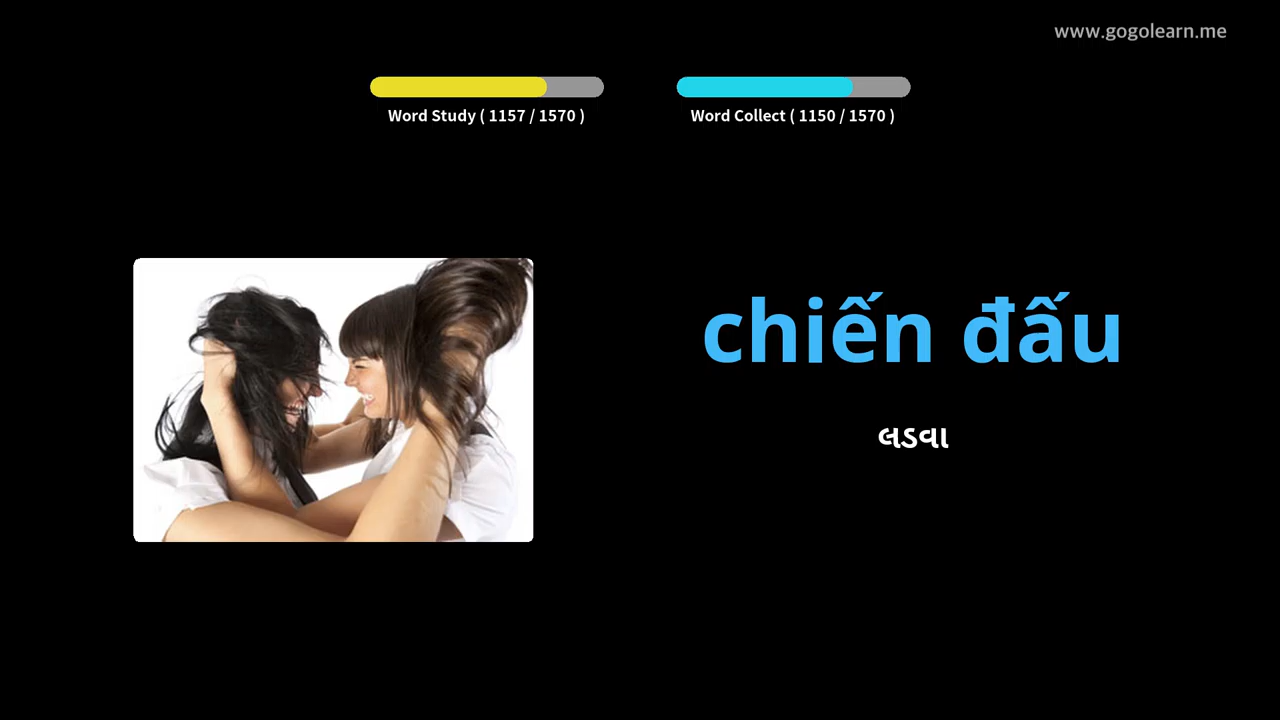 www.gogolearn.me
Word Study ( 1157 / 1570 )
Word Collect ( 1150 / 1570 )
chiến đấu
લડવા